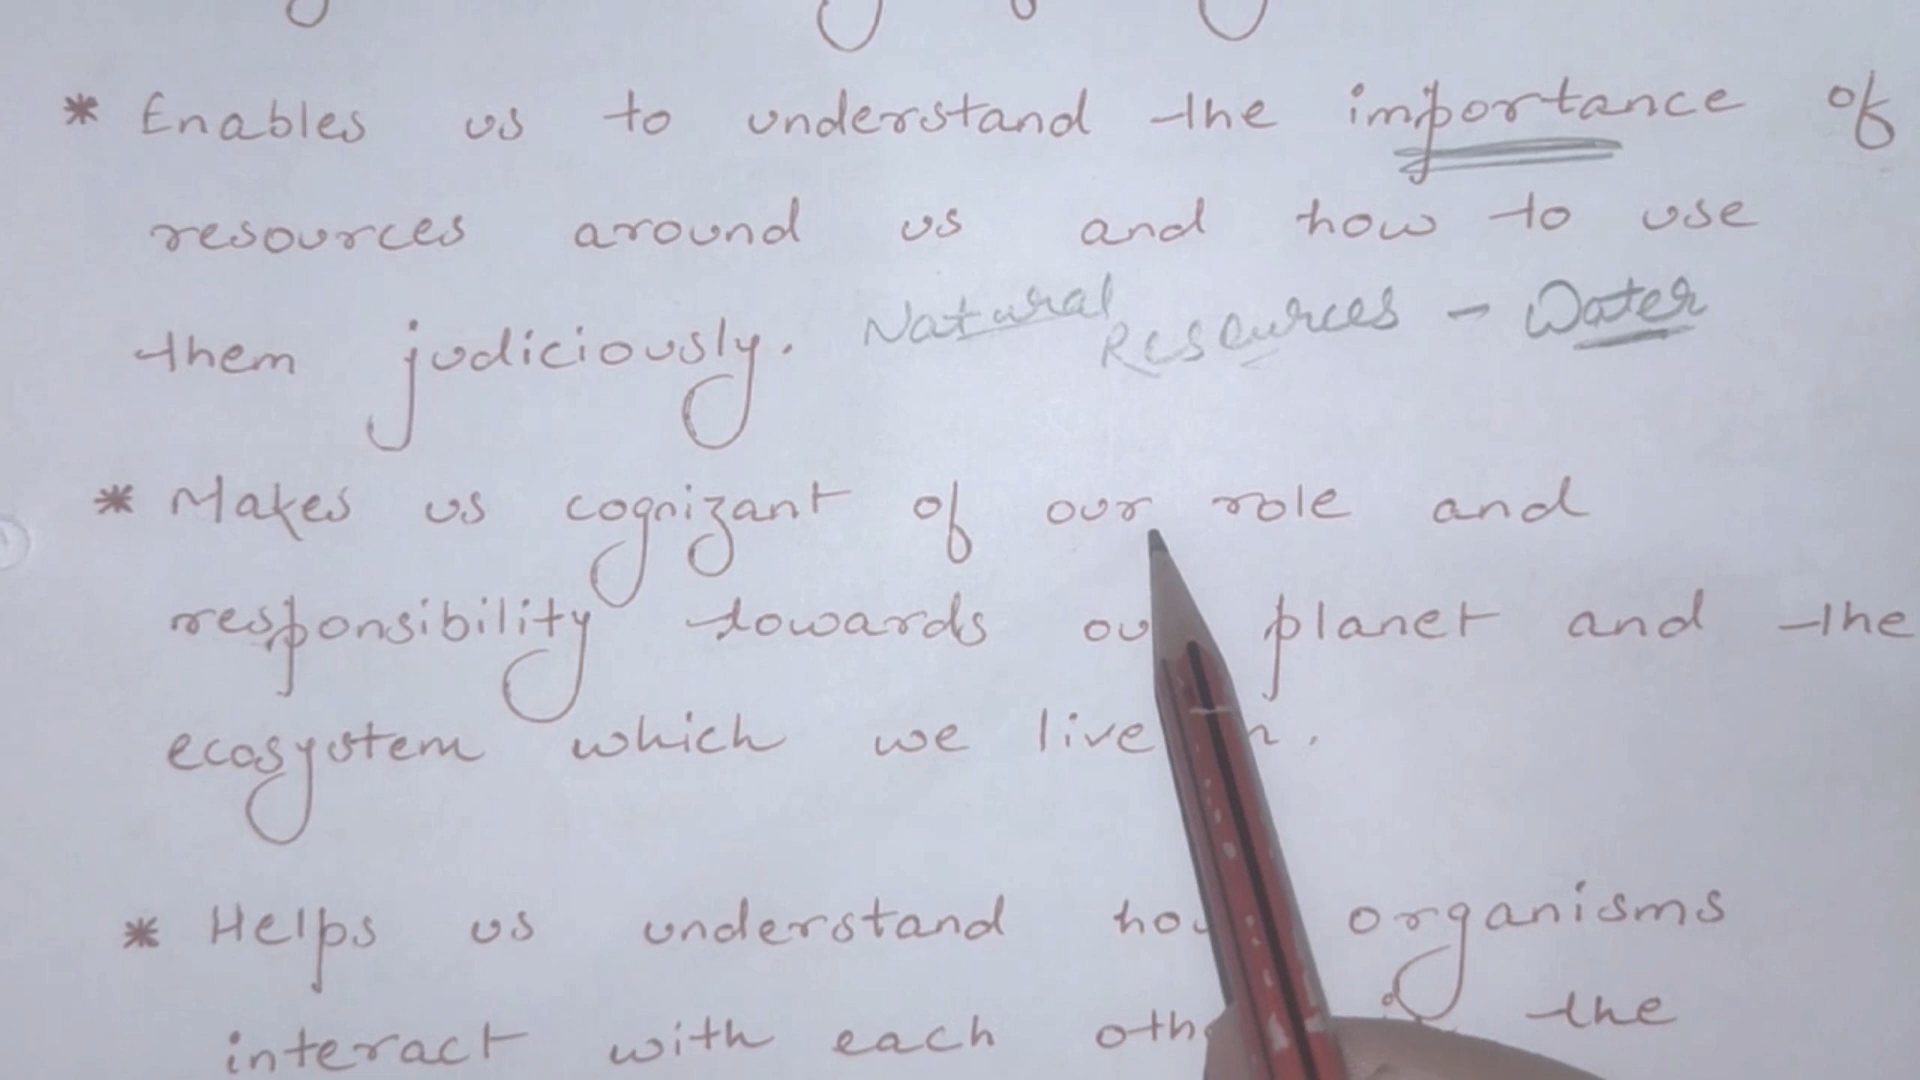 * Enables us to understand the importance of
resources around us and how to use
them judiciously. Natural Resources - Water
* Makes us cognizant of our role and
responsibility towards ou planet and the
ecosystem which we live n.
* Helps us understand how organisms
interact with each oth the